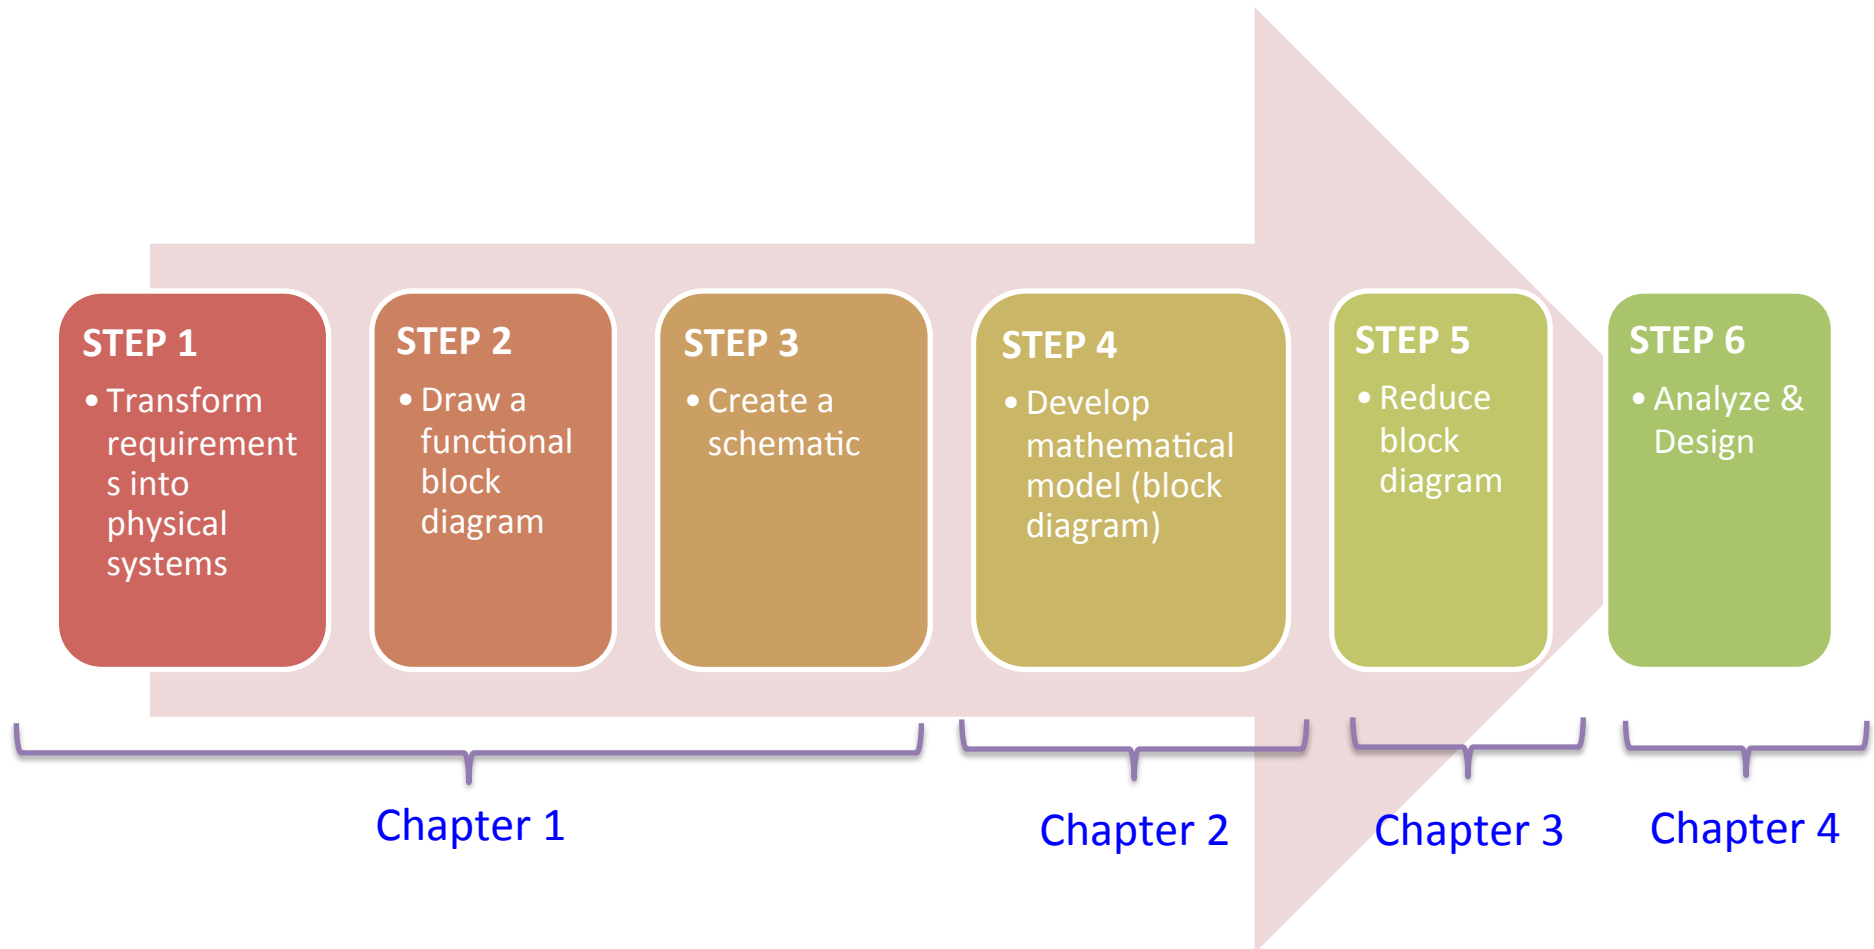 STEP 1
• Transform
requirement
s into
physical
systems
STEP 2
• Draw a
functional
block
diagram
STEP 3
• Create a
schematic
STEP 4
• Develop
mathematical
model (block
diagram)
STEP 5
• Reduce
block
diagram
STEP 6
• Analyze &
Design
Chapter 1
Chapter 2
Chapter 3
Chapter 4